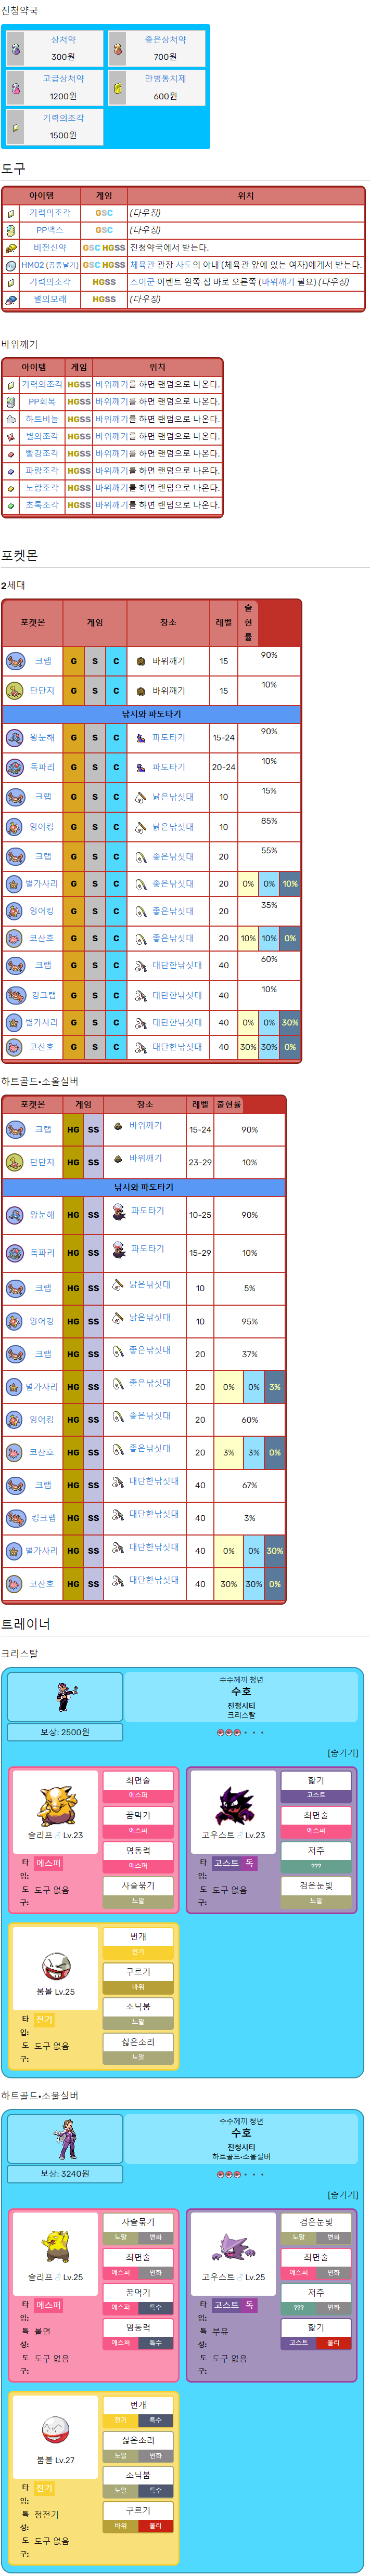 진청약국
상처약
300원
좋은상처약
700원
고급상처약
1200원
만병통치제
600원
기력의조각
1500원
도구
아이템 게임 위치
기력의조각 GSC (다우징)
PP맥스 GSC (다우징)
비전신약 GSC HGSS 진청약국에서 받는다.
HM02 (공중날기) GSC HGSS 체육관 관장 사도의 아내 (체육관 앞에 있는 여자)에게서 받는다.
기력의조각 HGSS 스이쿤 이벤트 왼쪽 집 바로 오른쪽 (바위깨기 필요) (다우징)
별의모래 HGSS (다우징)
바위깨기
아이템 게임 위치
기력의조각 HGSS 바위깨기를 하면 랜덤으로 나온다.
PP회복 HGSS 바위깨기를 하면 랜덤으로 나온다.
하트비늘 HGSS 바위깨기를 하면 랜덤으로 나온다.
별의조각 HGSS 바위깨기를 하면 랜덤으로 나온다.
빨강조각 HGSS 바위깨기를 하면 랜덤으로 나온다.
파랑조각 HGSS 바위깨기를 하면 랜덤으로 나온다.
노랑조각 HGSS 바위깨기를 하면 랜덤으로 나온다.
초록조각 HGSS 바위깨기를 하면 랜덤으로 나온다.
포켓몬
2세대
포켓몬 게임 장소 레벨 출현률
크랩 G S C 바위깨기 15 90%
단단지 G S C 바위깨기 15 10%
낚시와 파도타기
왕눈해 G S C 파도타기 15-24 90%
독파리 G S C 파도타기 20-24 10%
크랩 G S C 낡은낚싯대 10 15%
잉어킹 G S C 낡은낚싯대 10 85%
크랩 G S C 좋은낚싯대 20 55%
별가사리 G S C 좋은낚싯대 20 0% 0% 10%
잉어킹 G S C 좋은낚싯대 20 35%
코산호 G S C 좋은낚싯대 20 10% 10% 0%
크랩 G S C 대단한낚싯대 40 60%
킹크랩 G S C 대단한낚싯대 40 10%
별가사리 G S C 대단한낚싯대 40 0% 0% 30%
코산호 G S C 대단한낚싯대 40 30% 30% 0%
하트골드•소울실버
포켓몬 게임 장소 레벨 출현률
크랩 HG SS 바위깨기 15-24 90%
단단지 HG SS 바위깨기 23-29 10%
낚시와 파도타기
왕눈해 HG SS 파도타기 10-25 90%
독파리 HG SS 파도타기 15-29 10%
크랩 HG SS 낡은낚싯대 10 5%
잉어킹 HG SS 낡은낚싯대 10 95%
크랩 HG SS 좋은낚싯대 20 37%
별가사리 HG SS 좋은낚싯대 20 0% 0% 3%
잉어킹 HG SS 좋은낚싯대 20 60%
코산호 HG SS 좋은낚싯대 20 3% 3% 0%
크랩 HG SS 대단한낚싯대 40 67%
킹크랩 HG SS 대단한낚싯대 40 3%
별가사리 HG SS 대단한낚싯대 40 0% 0% 30%
코산호 HG SS 대단한낚싯대 40 30% 30% 0%
트레이너
크리스탈
수수께끼 청년
수호
진청시티
크리스탈
보상: 2500원
[숨기기]
슬리프♂ Lv.23
타입: 에스퍼
도구: 도구 없음
최면술
에스퍼
꿈먹기
에스퍼
염동력
에스퍼
사슬묶기
노말
고우스트♂ Lv.23
타입: 고스트 독
도구: 도구 없음
핥기
고스트
최면술
에스퍼
저주
???
검은눈빛
노말
붐볼 Lv.25
타입: 전기
도구: 도구 없음
번개
전기
구르기
바위
소닉붐
노말
싫은소리
노말
하트골드•소울실버
수수께끼 청년
수호
진청시티
하트골드•소울실버
보상: 3240원
[숨기기]
슬리프♂ Lv.25
타입: 에스퍼
특성: 불면
도구: 도구 없음
사슬묶기
노말 변화
최면술
에스퍼 변화
꿈먹기
에스퍼 특수
염동력
에스퍼 특수
고우스트♂ Lv.25
타입: 고스트 독
특성: 부유
도구: 도구 없음
검은눈빛
노말 변화
최면술
에스퍼 변화
저주
??? 변화
핥기
고스트 물리
붐볼 Lv.27
타입: 전기
특성: 정전기
도구: 도구 없음
번개
전기 특수
싫은소리
노말 변화
소닉붐
노말 특수
구르기
바위 물리